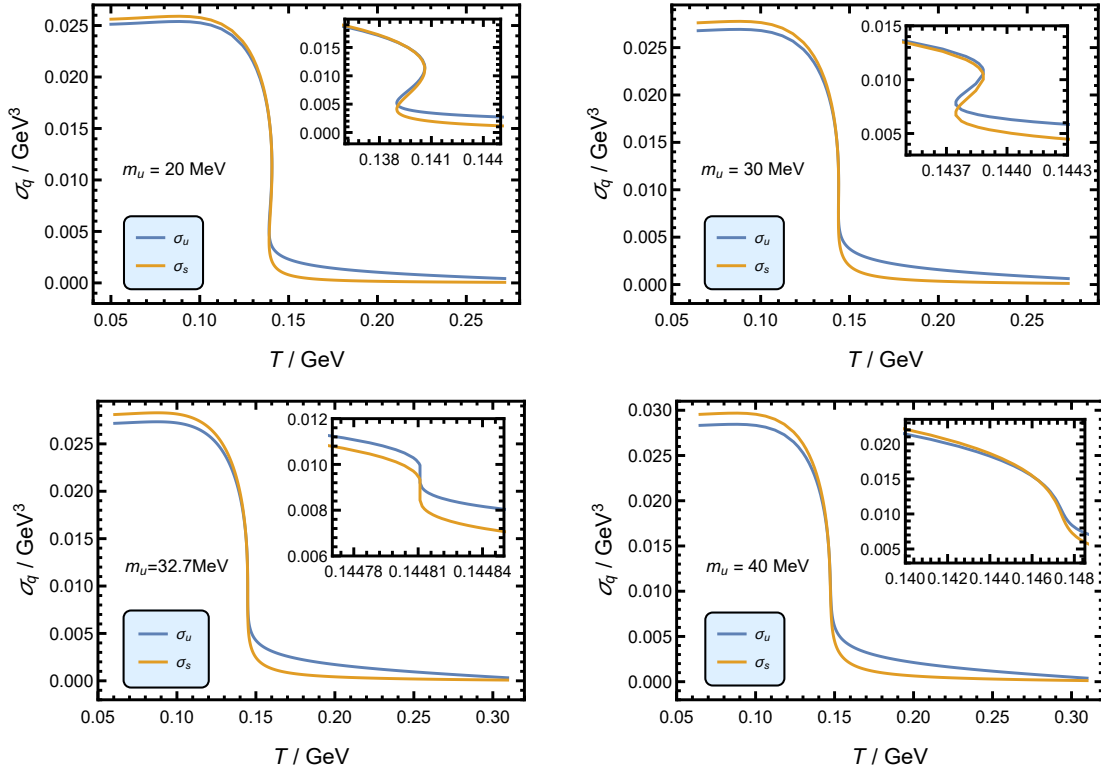 0.025
0.020
0.015
0.010
0.005
0.000
σq / GeV³
0.05 0.10 0.15 0.20 0.25
T / GeV
mu = 20 MeV
σu
σs
0.015
0.010
0.005
0.000
0.138 0.141 0.144
0.025
0.020
0.015
0.010
0.005
0.000
σq / GeV³
0.05 0.10 0.15 0.20 0.25
T / GeV
mu = 30 MeV
σu
σs
0.015
0.010
0.005
0.1437 0.1440 0.1443
0.025
0.020
0.015
0.010
0.005
0.000
σq / GeV³
0.05 0.10 0.15 0.20 0.25 0.30
T / GeV
mu=32.7MeV
σu
σs
0.012
0.010
0.008
0.006
0.14478 0.14481 0.14484
0.030
0.025
0.020
0.015
0.010
0.005
0.000
σq / GeV³
0.05 0.10 0.15 0.20 0.25 0.30
T / GeV
mu = 40 MeV
σu
σs
0.020
0.015
0.010
0.005
0.140 0.142 0.144 0.146 0.148